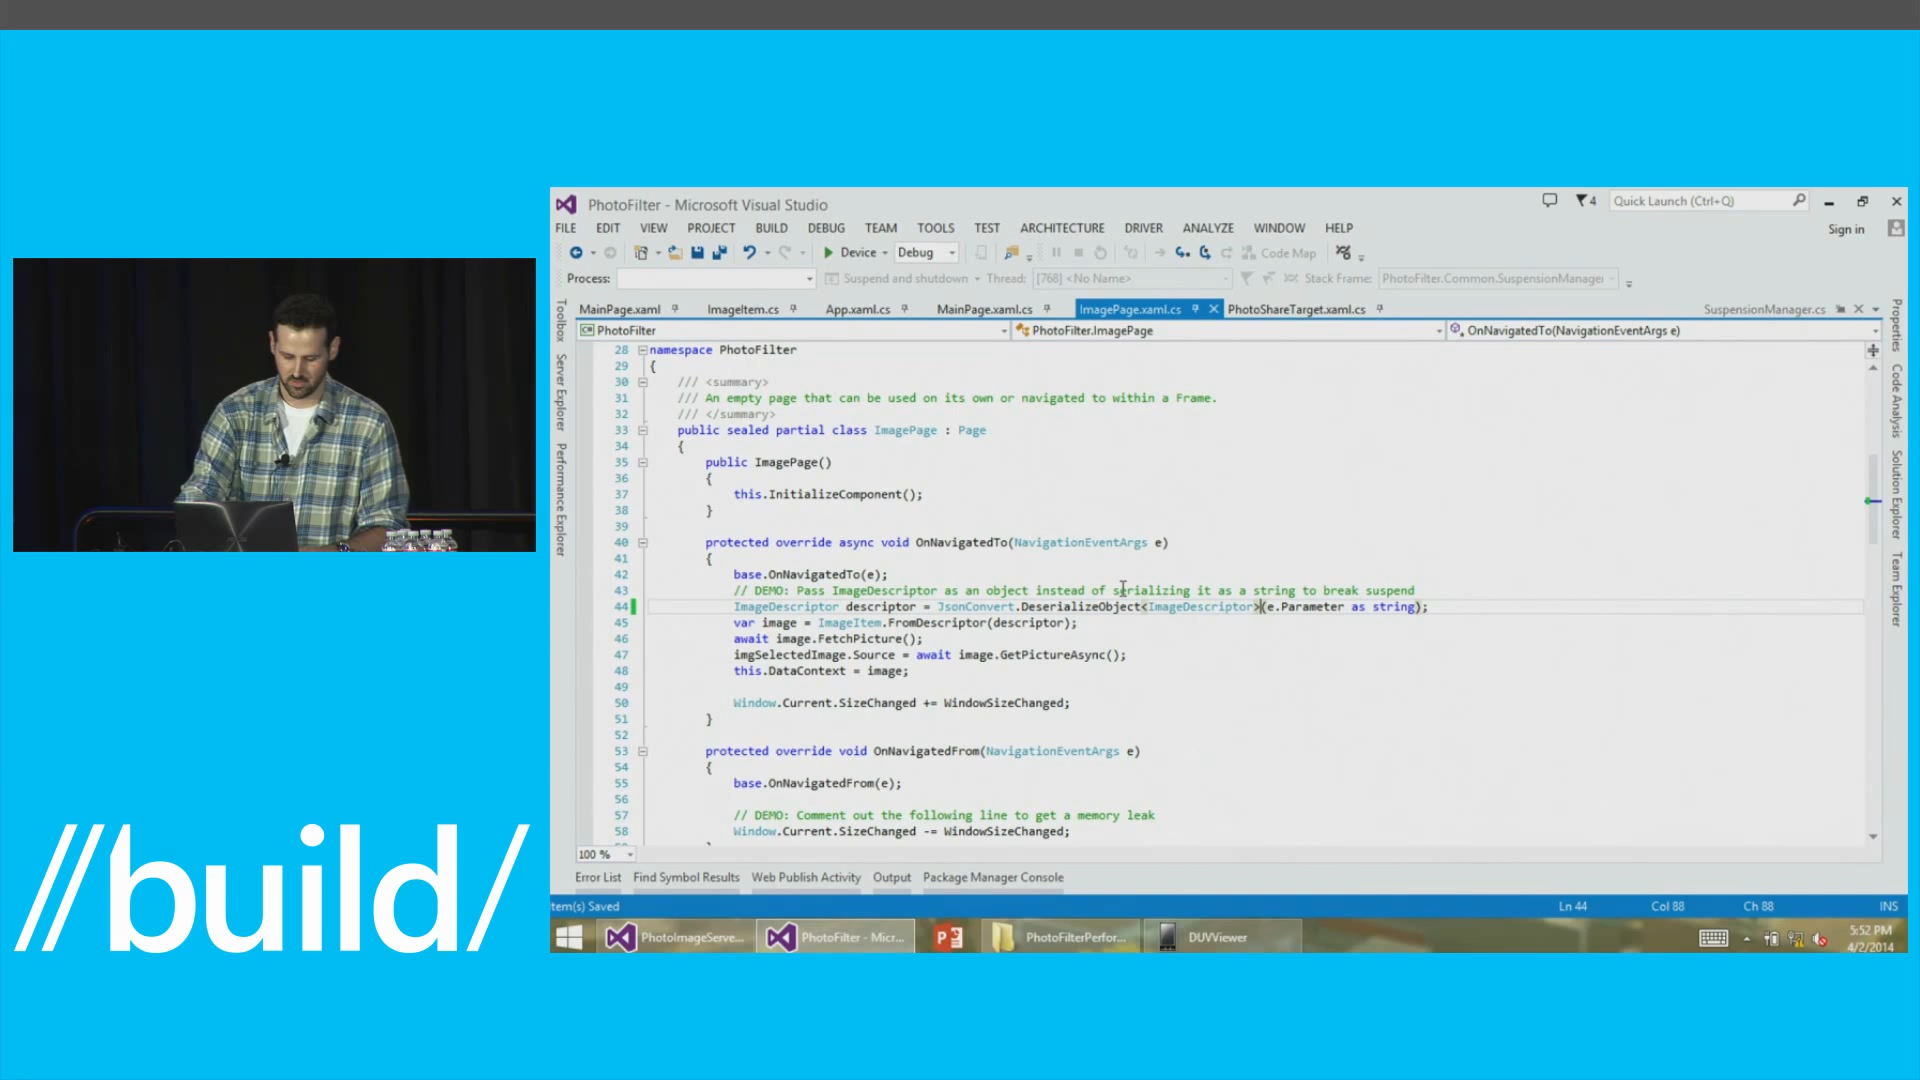 PhotoFilter - Microsoft Visual Studio
4
Quick Launch (Ctrl+Q)
FILE EDIT VIEW PROJECT BUILD DEBUG TEAM TOOLS TEST ARCHITECTURE DRIVER ANALYZE WINDOW HELP
Sign in
Device
Debug
Code Map
Process:
Suspend and shutdown
Thread:
[768] <No Name>
Stack Frame:
PhotoFilter.Common.SuspensionManager
MainPage.xaml
ImageItem.cs
App.xaml.cs
MainPage.xaml.cs
ImagePage.xaml.cs
PhotoShareTarget.xaml.cs
SuspensionManager.cs
PhotoFilter
PhotoFilter.ImagePage
OnNavigatedTo(NavigationEventArgs e)
Toolbox
Server Explorer
Performance Explorer
28 namespace PhotoFilter
29 {
30 /// <summary>
31 /// An empty page that can be used on its own or navigated to within a Frame.
32 /// </summary>
33 public sealed partial class ImagePage : Page
34 {
35 public ImagePage()
36 {
37 this.InitializeComponent();
38 }
39
40 protected override async void OnNavigatedTo(NavigationEventArgs e)
41 {
42 base.OnNavigatedTo(e);
43 // DEMO: Pass ImageDescriptor as an object instead of serializing it as a string to break suspend
44 ImageDescriptor descriptor = JsonConvert.DeserializeObject<ImageDescriptor>(e.Parameter as string);
45 var image = ImageItem.FromDescriptor(descriptor);
46 await image.FetchPicture();
47 imgSelectedImage.Source = await image.GetPictureAsync();
48 this.DataContext = image;
49
50 Window.Current.SizeChanged += WindowSizeChanged;
51 }
52
53 protected override void OnNavigatedFrom(NavigationEventArgs e)
54 {
55 base.OnNavigatedFrom(e);
56
57 // DEMO: Comment out the following line to get a memory leak
58 Window.Current.SizeChanged -= WindowSizeChanged;
Properties
Code Analysis
Solution Explorer
Team Explorer
100 %
Error List
Find Symbol Results
Web Publish Activity
Output
Package Manager Console
tem(s) Saved
Ln 44
Col 88
Ch 88
INS
PhotoImageServe...
PhotoFilter - Micr...
PhotoFilterPerfor...
DUVViewer
5:52 PM
4/2/2014
//build/